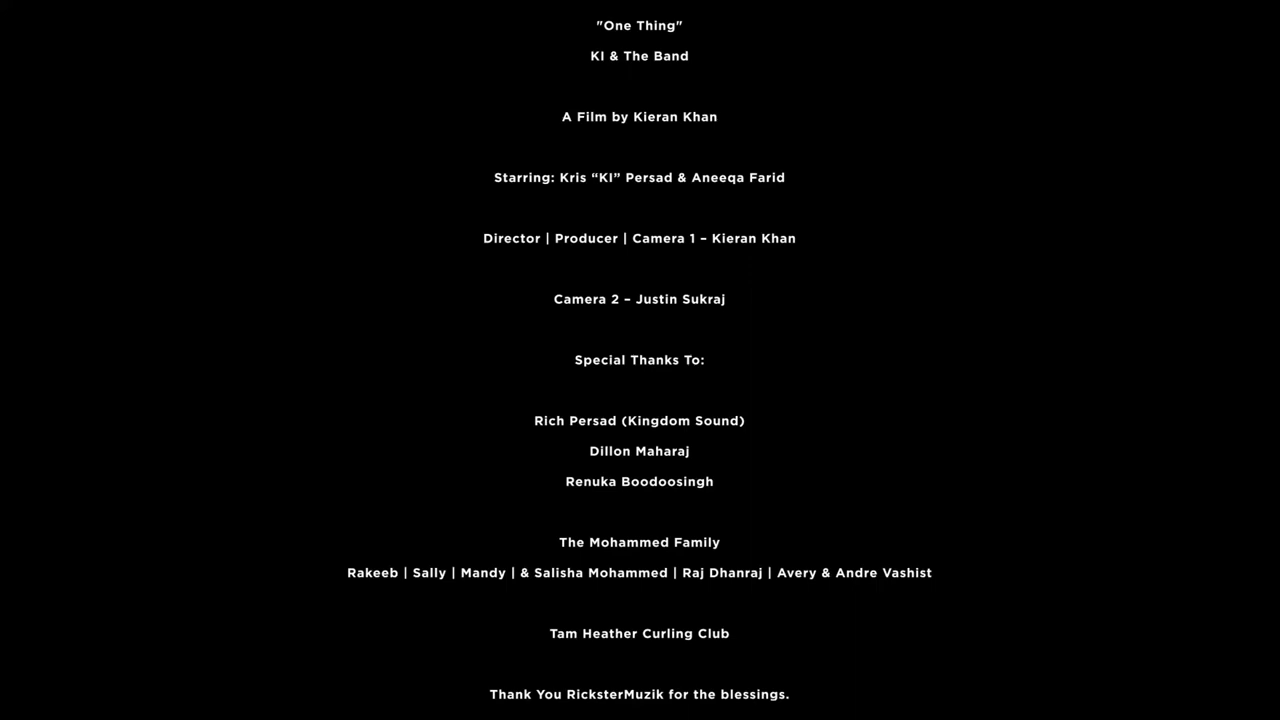 "One Thing"
KI & The Band
A Film by Kieran Khan
Starring: Kris “KI” Persad & Aneeqa Farid
Director | Producer | Camera 1 – Kieran Khan
Camera 2 – Justin Sukraj
Special Thanks To:
Rich Persad (Kingdom Sound)
Dillon Maharaj
Renuka Boodoosingh
The Mohammed Family
Rakeeb | Sally | Mandy | & Salisha Mohammed | Raj Dhanraj | Avery & Andre Vashist
Tam Heather Curling Club
Thank You RicksterMuzik for the blessings.